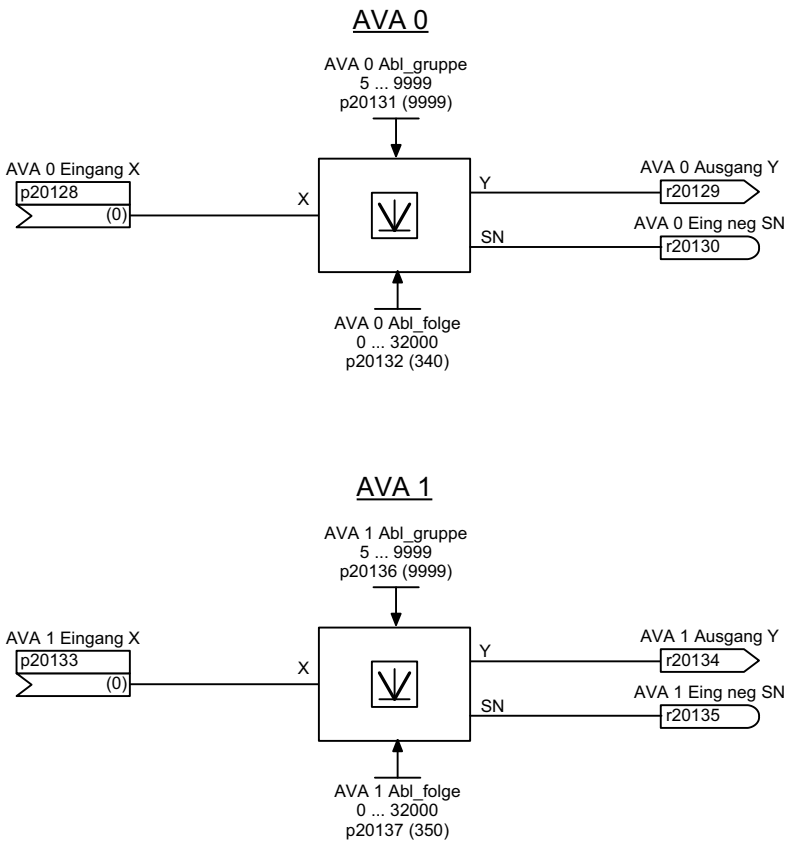 AVA 0
AVA 0 Abl_gruppe
5 ... 9999
p20131 (9999)
AVA 0 Eingang X
p20128
(0)
X
Y
AVA 0 Ausgang Y
r20129
SN
AVA 0 Eing neg SN
r20130
AVA 0 Abl_folge
0 ... 32000
p20132 (340)
AVA 1
AVA 1 Abl_gruppe
5 ... 9999
p20136 (9999)
AVA 1 Eingang X
p20133
(0)
X
Y
AVA 1 Ausgang Y
r20134
SN
AVA 1 Eing neg SN
r20135
AVA 1 Abl_folge
0 ... 32000
p20137 (350)